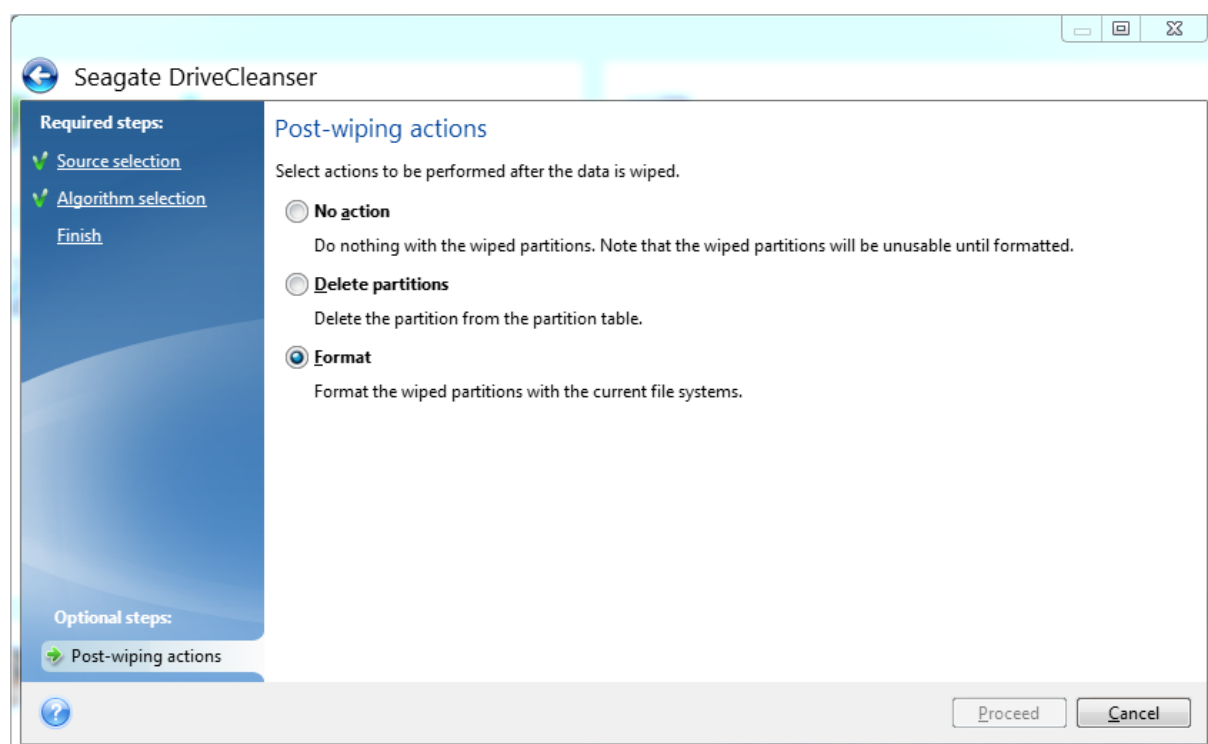 Seagate DriveCleanser
Required steps:
Source selection
Algorithm selection
Finish
Optional steps:
Post-wiping actions
Post-wiping actions
Select actions to be performed after the data is wiped.
No action
Do nothing with the wiped partitions. Note that the wiped partitions will be unusable until formatted.
Delete partitions
Delete the partition from the partition table.
Format
Format the wiped partitions with the current file systems.
Proceed
Cancel